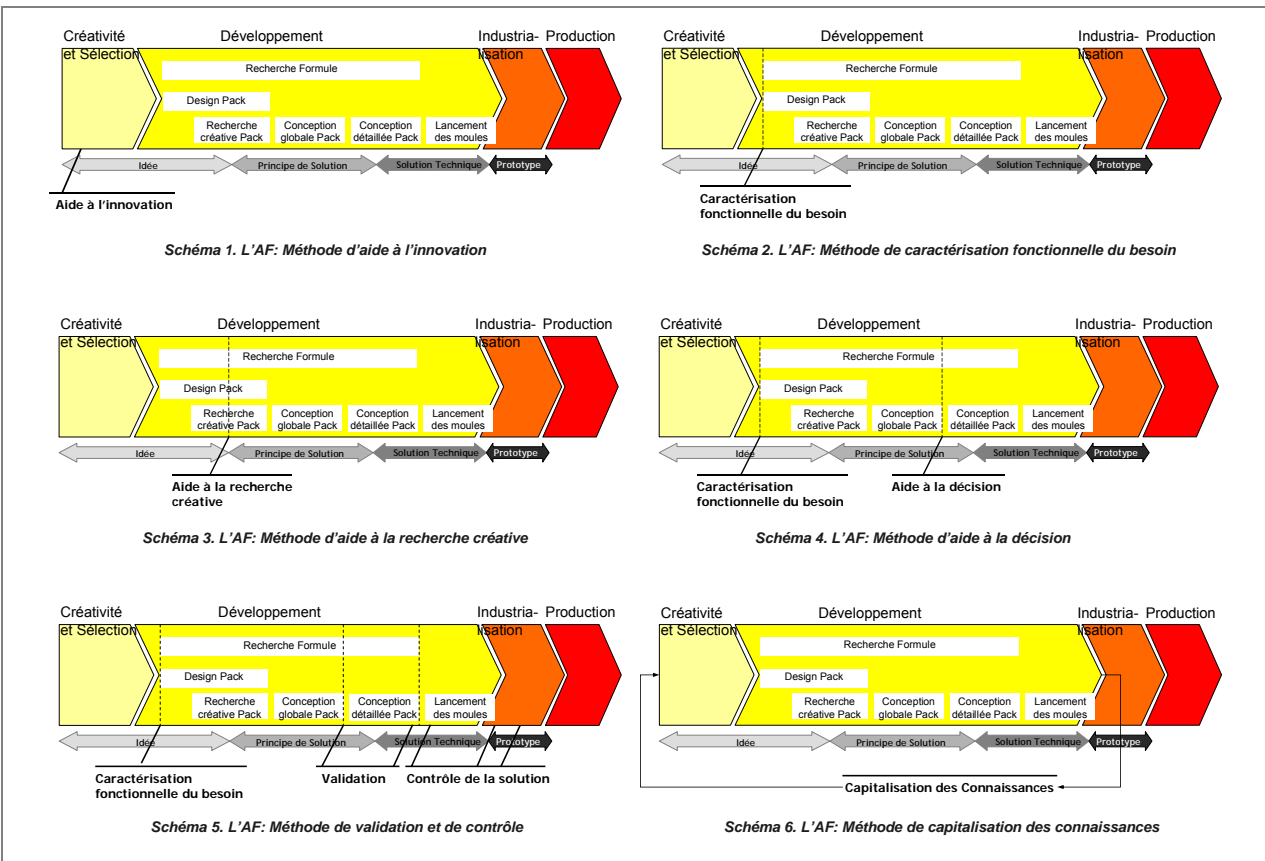 Créativité
et Sélection
Développement
Industria-
lisation
Production
Recherche Formule
Design Pack
Recherche
créative Pack
Conception
globale Pack
Conception
détaillée Pack
Lancement
des moules
Idée
Principe de Solution
Solution Technique
Prototype
Aide à l'innovation
Schéma 1. L'AF: Méthode d'aide à l'innovation
Créativité
et Sélection
Développement
Industria-
lisation
Production
Recherche Formule
Design Pack
Recherche
créative Pack
Conception
globale Pack
Conception
détaillée Pack
Lancement
des moules
Idée
Principe de Solution
Solution Technique
Prototype
Caractérisation
fonctionnelle du besoin
Schéma 2. L'AF: Méthode de caractérisation fonctionnelle du besoin
Créativité
et Sélection
Développement
Industria-
lisation
Production
Recherche Formule
Design Pack
Recherche
créative Pack
Conception
globale Pack
Conception
détaillée Pack
Lancement
des moules
Idée
Principe de Solution
Solution Technique
Prototype
Aide à la recherche
créative
Schéma 3. L'AF: Méthode d'aide à la recherche créative
Créativité
et Sélection
Développement
Industria-
lisation
Production
Recherche Formule
Design Pack
Recherche
créative Pack
Conception
globale Pack
Conception
détaillée Pack
Lancement
des moules
Idée
Principe de Solution
Solution Technique
Prototype
Caractérisation
fonctionnelle du besoin
Aide à la décision
Schéma 4. L'AF: Méthode d'aide à la décision
Créativité
et Sélection
Développement
Industria-
lisation
Production
Recherche Formule
Design Pack
Recherche
créative Pack
Conception
globale Pack
Conception
détaillée Pack
Lancement
des moules
Idée
Principe de Solution
Solution Technique
Prototype
Caractérisation
fonctionnelle du besoin
Validation
Contrôle de la solution
Schéma 5. L'AF: Méthode de validation et de contrôle
Créativité
et Sélection
Développement
Industria-
lisation
Production
Recherche Formule
Design Pack
Recherche
créative Pack
Conception
globale Pack
Conception
détaillée Pack
Lancement
des moules
Idée
Principe de Solution
Solution Technique
Prototype
Capitalisation des Connaissances
Schéma 6. L'AF: Méthode de capitalisation des connaissances